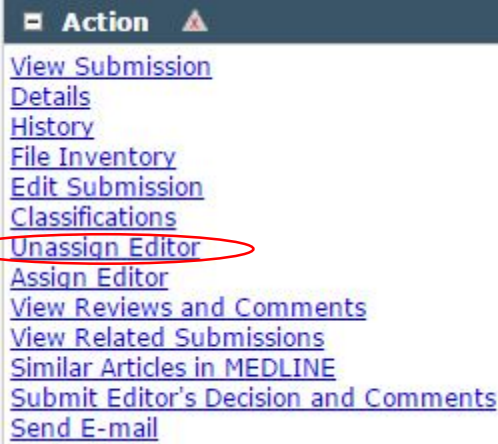 Action
View Submission
Details
History
File Inventory
Edit Submission
Classifications
Unassign Editor
Assign Editor
View Reviews and Comments
View Related Submissions
Similar Articles in MEDLINE
Submit Editor's Decision and Comments
Send E-mail